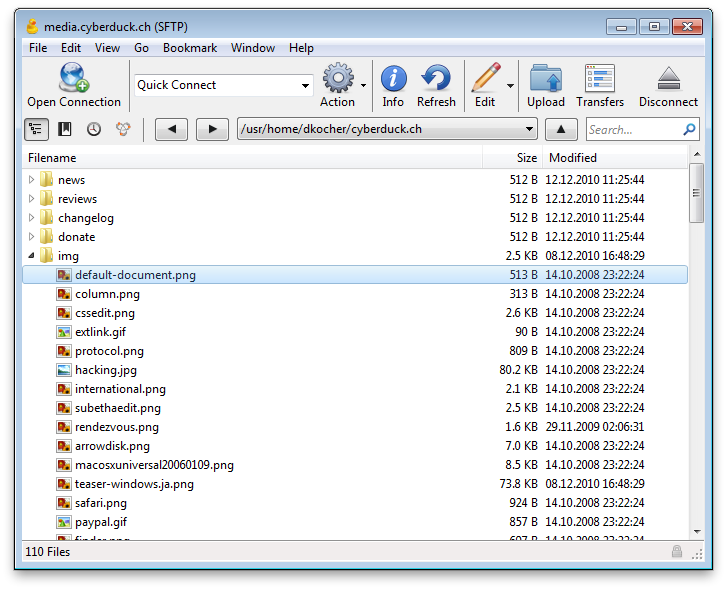 media.cyberduck.ch (SFTP)
File Edit View Go Bookmark Window Help
Open Connection Quick Connect Action Info Refresh Edit Upload Transfers Disconnect
/usr/home/dkocher/cyberduck.ch Search...
Filename Size Modified
news 512 B 12.12.2010 11:25:44
reviews 512 B 12.12.2010 11:25:44
changelog 512 B 12.12.2010 11:25:44
donate 512 B 12.12.2010 11:25:44
img 2.5 KB 08.12.2010 16:48:29
default-document.png 513 B 14.10.2008 23:22:24
column.png 313 B 14.10.2008 23:22:24
cssedit.png 2.6 KB 14.10.2008 23:22:24
extlink.gif 90 B 14.10.2008 23:22:24
protocol.png 809 B 14.10.2008 23:22:24
hacking.jpg 80.2 KB 14.10.2008 23:22:24
international.png 2.1 KB 14.10.2008 23:22:24
subethaedit.png 2.5 KB 14.10.2008 23:22:24
rendezvous.png 1.6 KB 29.11.2009 02:06:31
arrowdisk.png 7.0 KB 14.10.2008 23:22:24
macosxuniversal20060109.png 8.5 KB 14.10.2008 23:22:24
teaser-windows.ja.png 73.8 KB 08.12.2010 16:48:29
safari.png 924 B 14.10.2008 23:22:24
paypal.gif 857 B 14.10.2008 23:22:24
110 Files